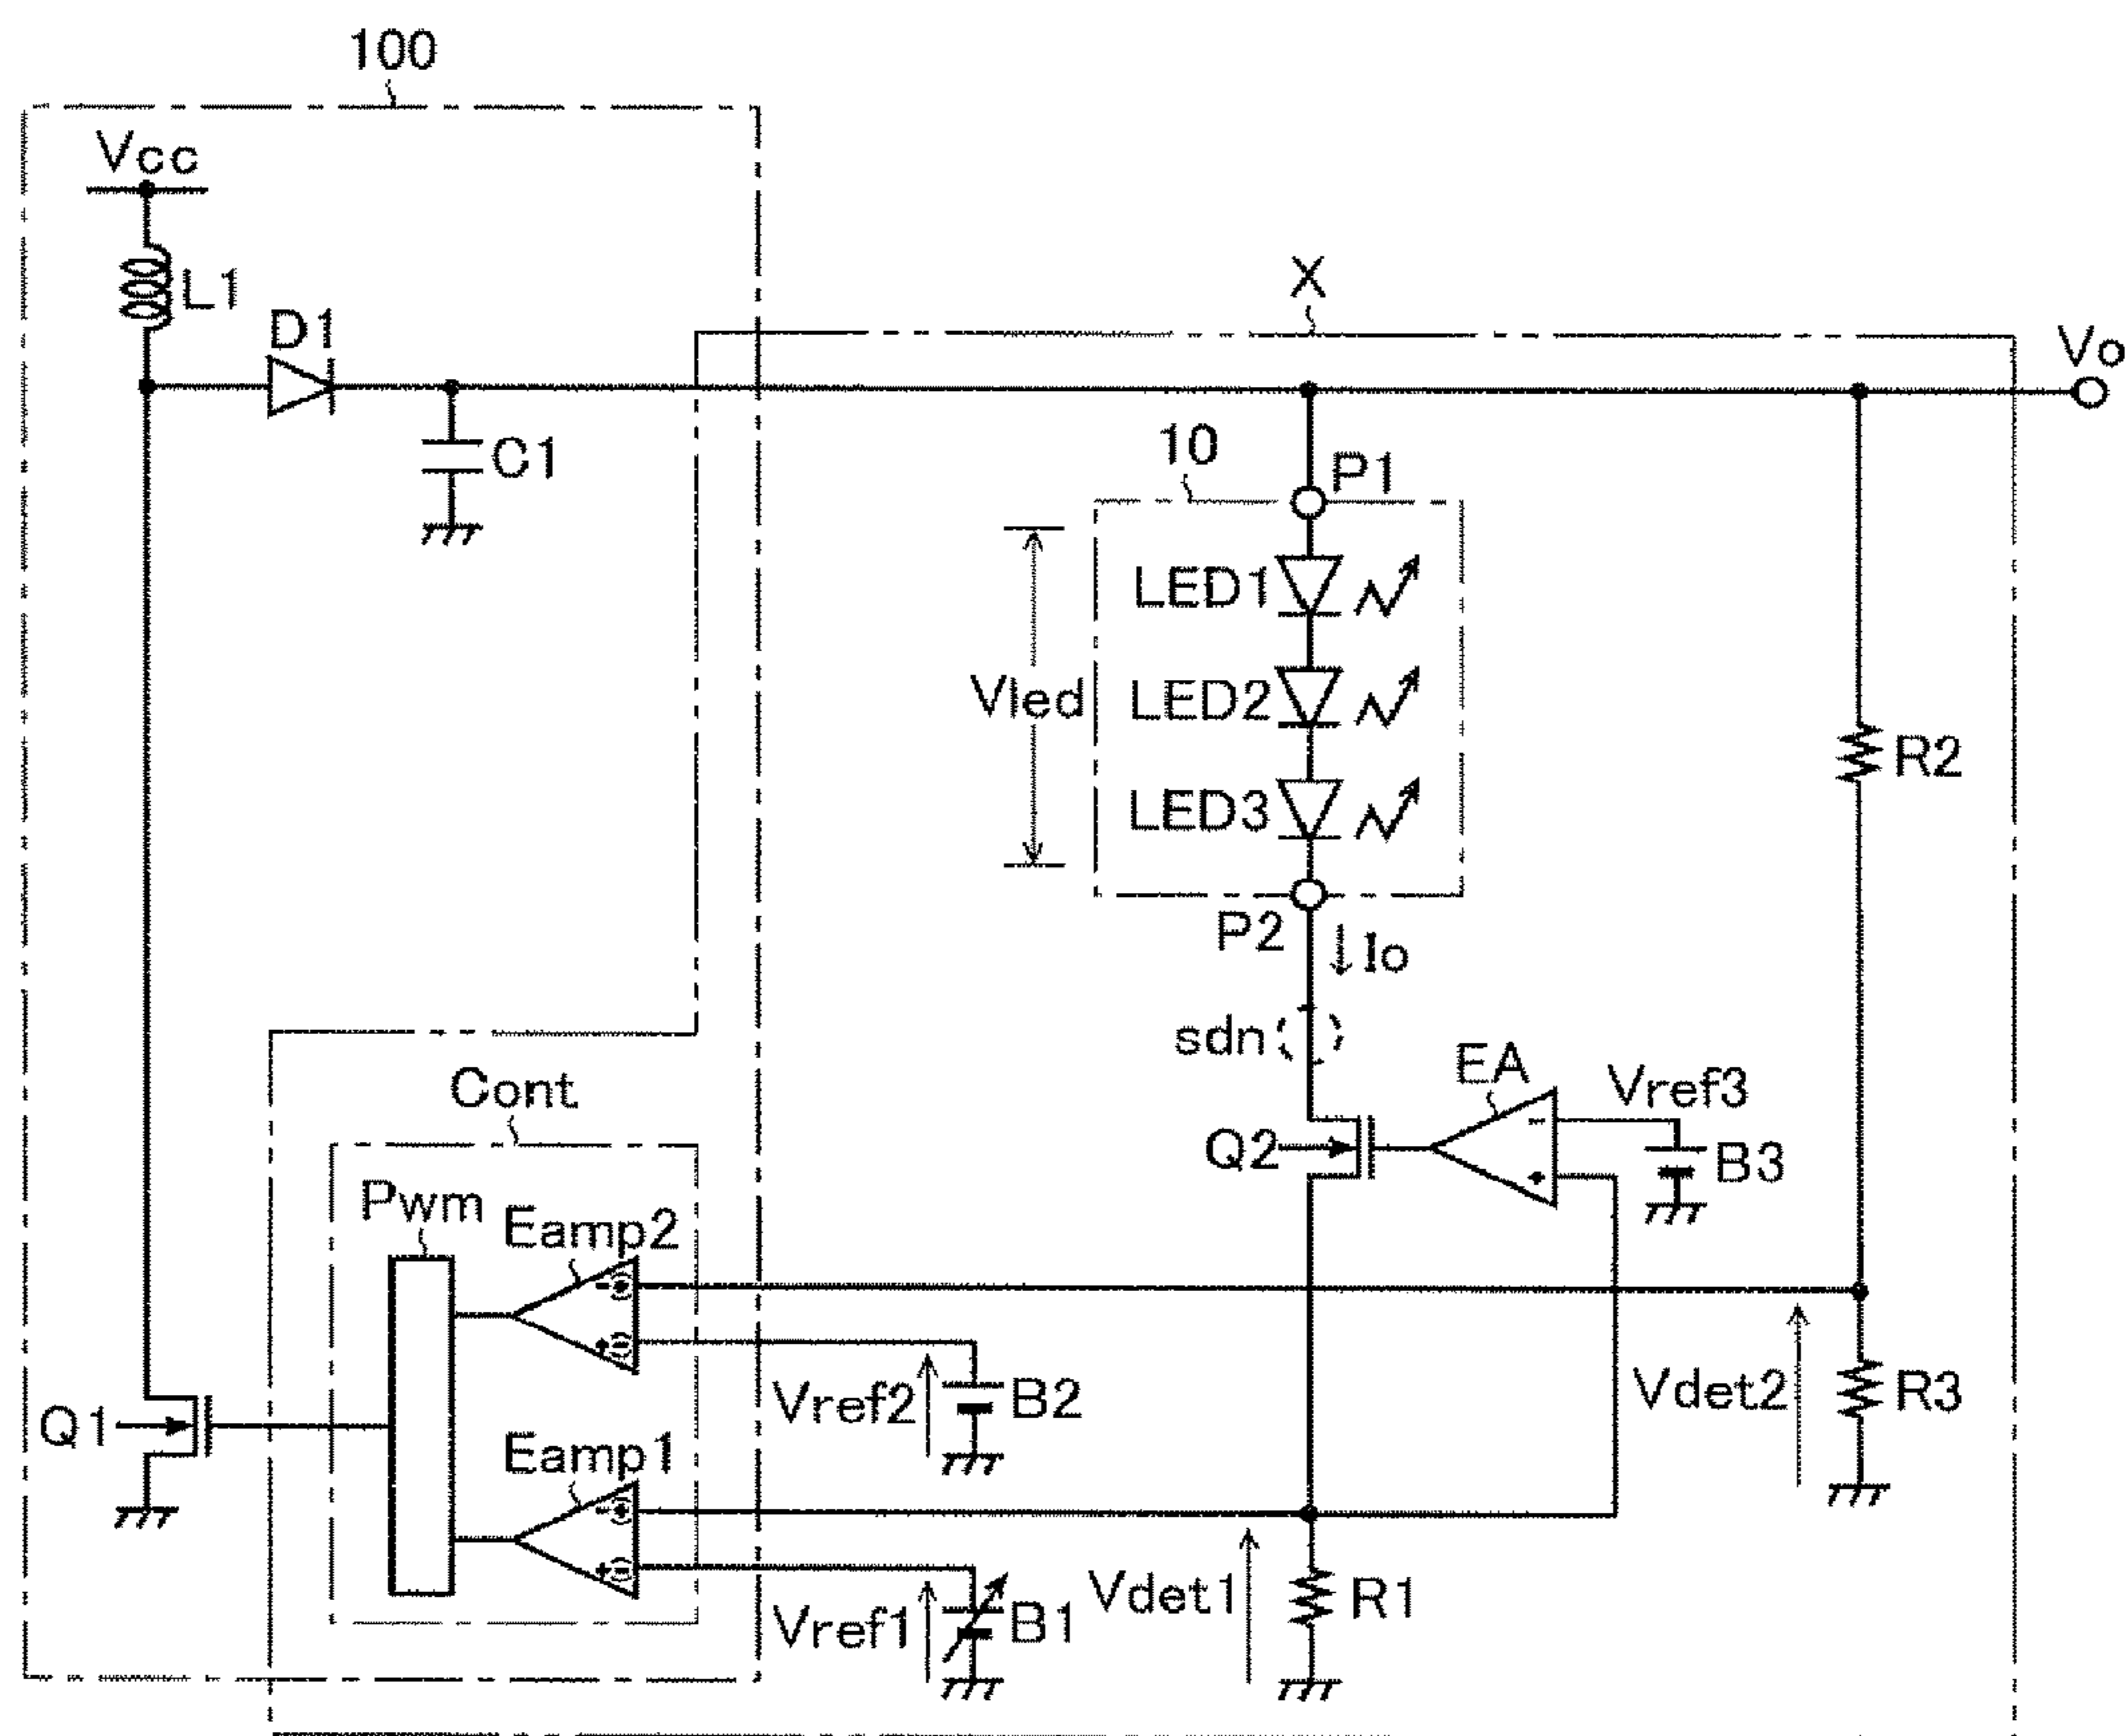 100
Vcc
L1
D1
C1
X
Vo
10
P1
LED1
Vled
LED2
LED3
R2
P2
Io
sdn
EA
Vref3
Q2
B3
- 
+
Cont
Pwm
Eamp2
- (+)
+ (-)
Vref2
B2
Vdet2
R3
Q1
Eamp1
- (+)
+ (-)
Vref1
B1
Vdet1
R1